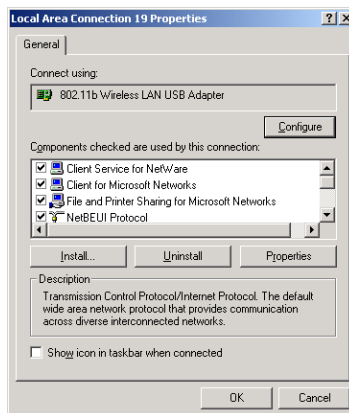 Local Area Connection 19 Properties
General
Connect using:
802.11b Wireless LAN USB Adapter
Configure
Components checked are used by this connection:
Client Service for NetWare
Client for Microsoft Networks
File and Printer Sharing for Microsoft Networks
NetBEUI Protocol
Install... Uninstall Properties
Description
Transmission Control Protocol/Internet Protocol. The default
wide area network protocol that provides communication
across diverse interconnected networks.
Show icon in taskbar when connected
OK Cancel